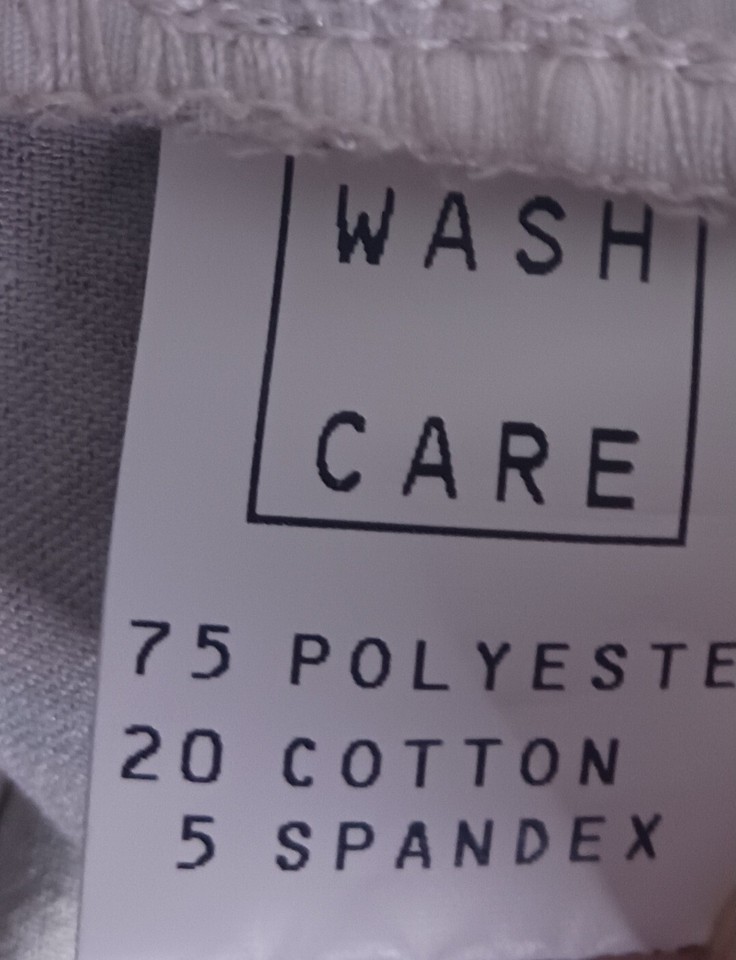 WASH
CARE
75 POLYESTE
20 COTTON
5 SPANDEX